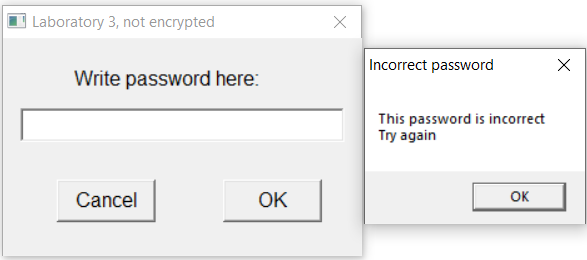 Laboratory 3, not encrypted
Write password here:
Cancel
OK
Incorrect password
This password is incorrect
Try again
OK